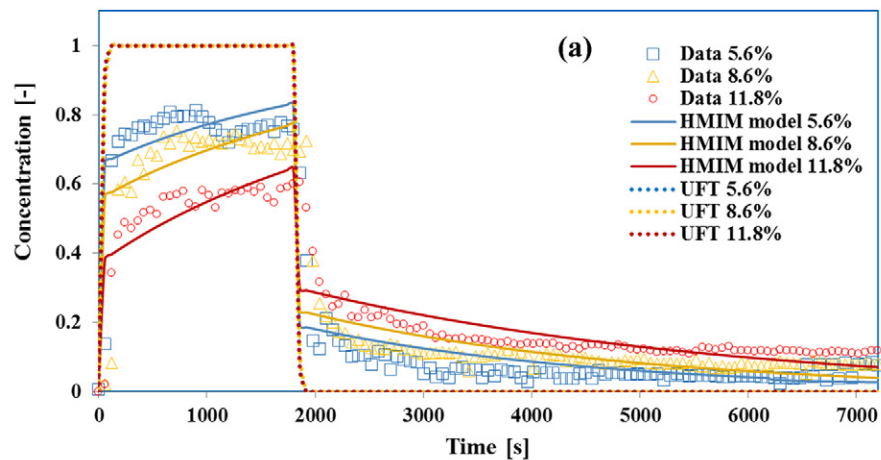 (a)
Data 5.6%
Data 8.6%
Data 11.8%
HMIM model 5.6%
HMIM model 8.6%
HMIM model 11.8%
UFT 5.6%
UFT 8.6%
UFT 11.8%
Concentration [-]
1
0.8
0.6
0.4
0.2
0
0 1000 2000 3000 4000 5000 6000 7000
Time [s]